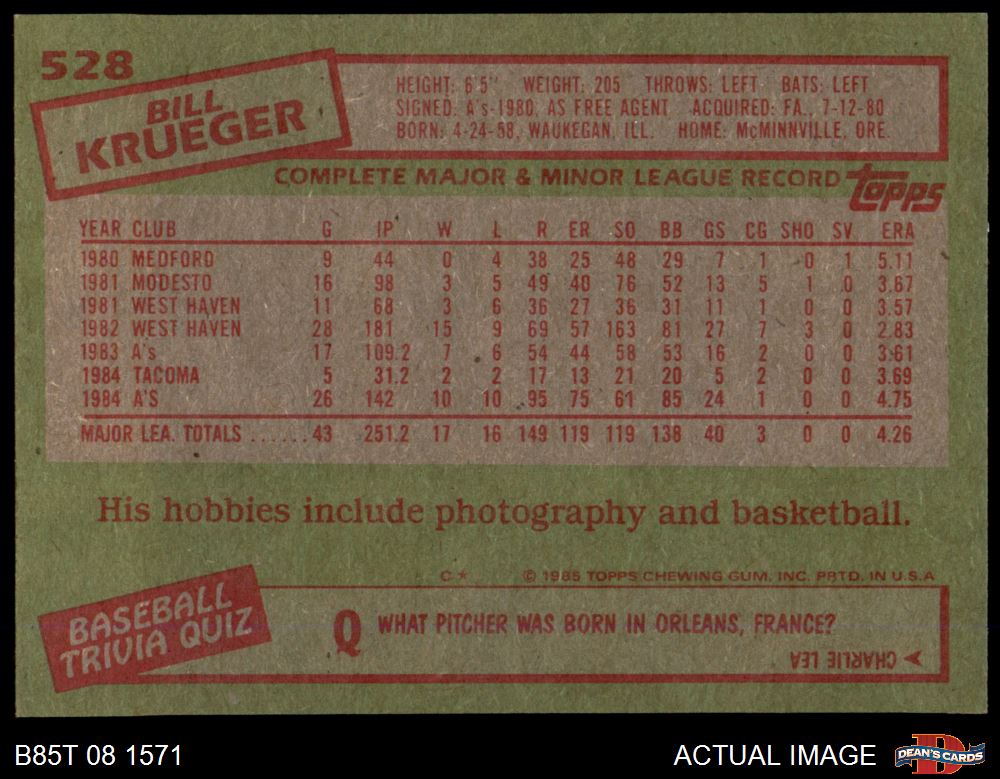 528
BILL
KRUEGER
HEIGHT: 6'5" WEIGHT: 205 THROWS: LEFT BATS: LEFT
SIGNED: A's-1980, AS FREE AGENT ACQUIRED: FA., 7-12-80
BORN: 4-24-58, WAUKEGAN, ILL. HOME: McMINNVILLE, ORE.
COMPLETE MAJOR & MINOR LEAGUE RECORD topps
YEAR CLUB G IP W L R ER SO BB GS CG SHO SV ERA
1980 MEDFORD 9 44 0 4 38 25 48 29 7 1 0 1 5.11
1981 MODESTO 16 98 3 5 49 40 76 52 13 5 1 0 3.67
1981 WEST HAVEN 11 68 3 6 36 27 36 31 11 1 0 0 3.57
1982 WEST HAVEN 28 181 15 9 69 57 163 81 27 7 3 0 2.83
1983 A's 17 109.2 7 6 54 44 58 53 16 2 0 0 3.61
1984 TACOMA 5 31.2 2 2 17 13 21 20 5 2 0 0 3.69
1984 A'S 26 142 10 10 95 75 61 85 24 1 0 0 4.75
MAJOR LEA. TOTALS ...... 43 251.2 17 16 149 119 119 138 40 3 0 0 4.26
His hobbies include photography and basketball.
C* © 1985 TOPPS CHEWING GUM, INC. PRTD. IN U.S.A
BASEBALL
TRIVIA QUIZ
Q WHAT PITCHER WAS BORN IN ORLEANS, FRANCE?
CHARLIE LEA
B85T 08 1571
ACTUAL IMAGE
DEAN'S CARDS